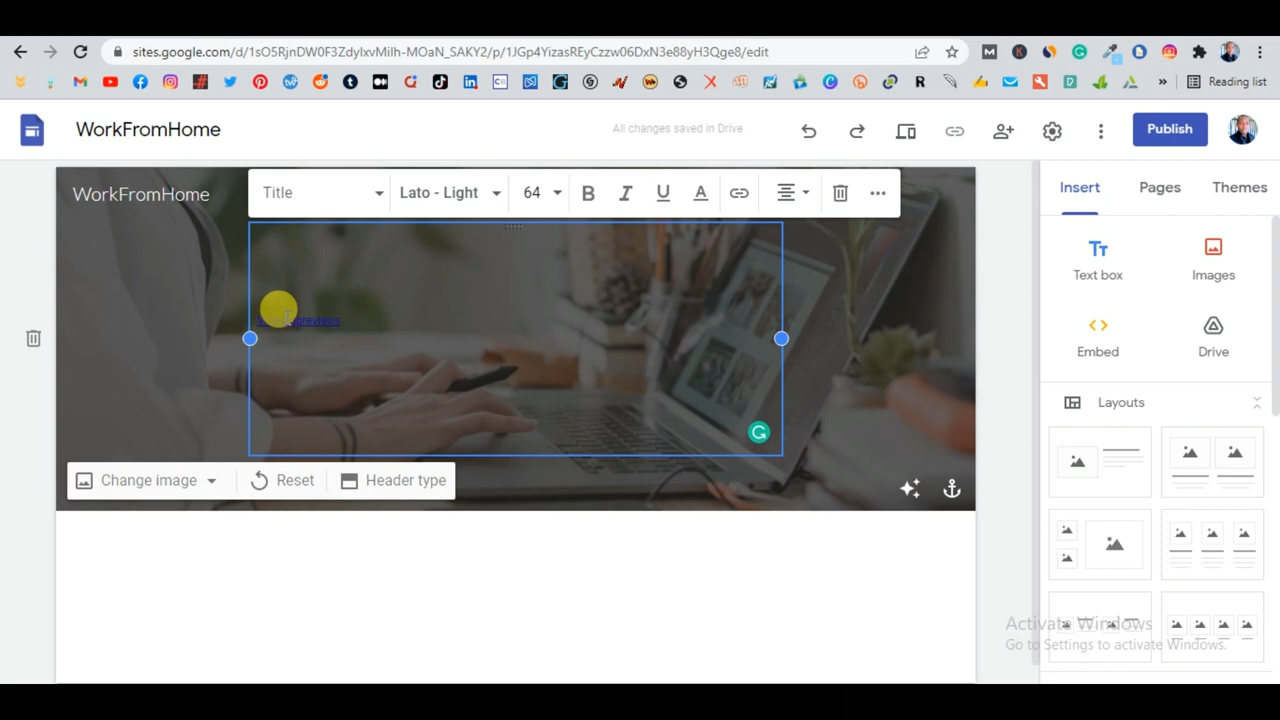 sites.google.com/d/1sO5RjnDW0F3ZdylxvMilh-MOaN_SAKY2/p/1JGp4YizasREyCzzw06DxN3e88yH3Qge8/edit
Reading list
WorkFromHome
All changes saved in Drive
Publish
WorkFromHome
Title
Lato - Light
64
B I U A
previews
Change image
Reset
Header type
Insert
Pages
Themes
Text box
Images
Embed
Drive
Layouts
Activate Windows
Go to Settings to activate Windows.